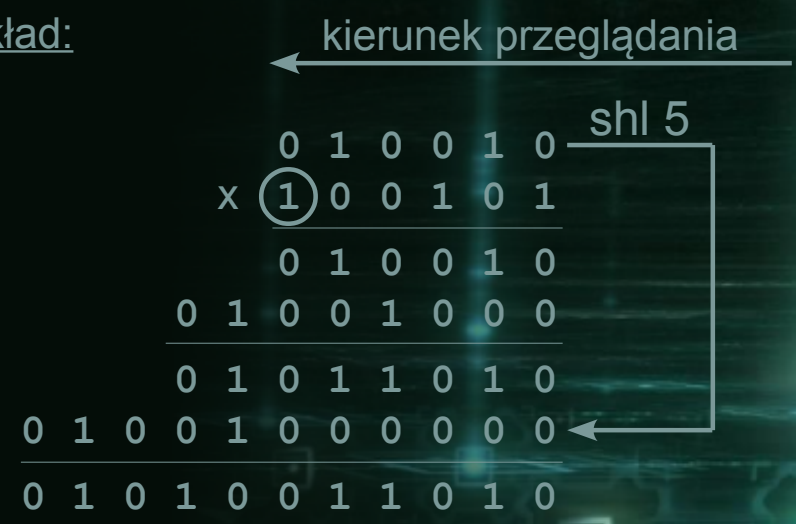 kład:
kierunek przeglądania
shl 5
0 1 0 0 1 0
x 1 0 0 1 0 1
0 1 0 0 1 0
0 1 0 0 1 0 0 0
0 1 0 1 1 0 1 0
0 1 0 0 1 0 0 0 0 0 0
0 1 0 1 0 0 1 1 0 1 0